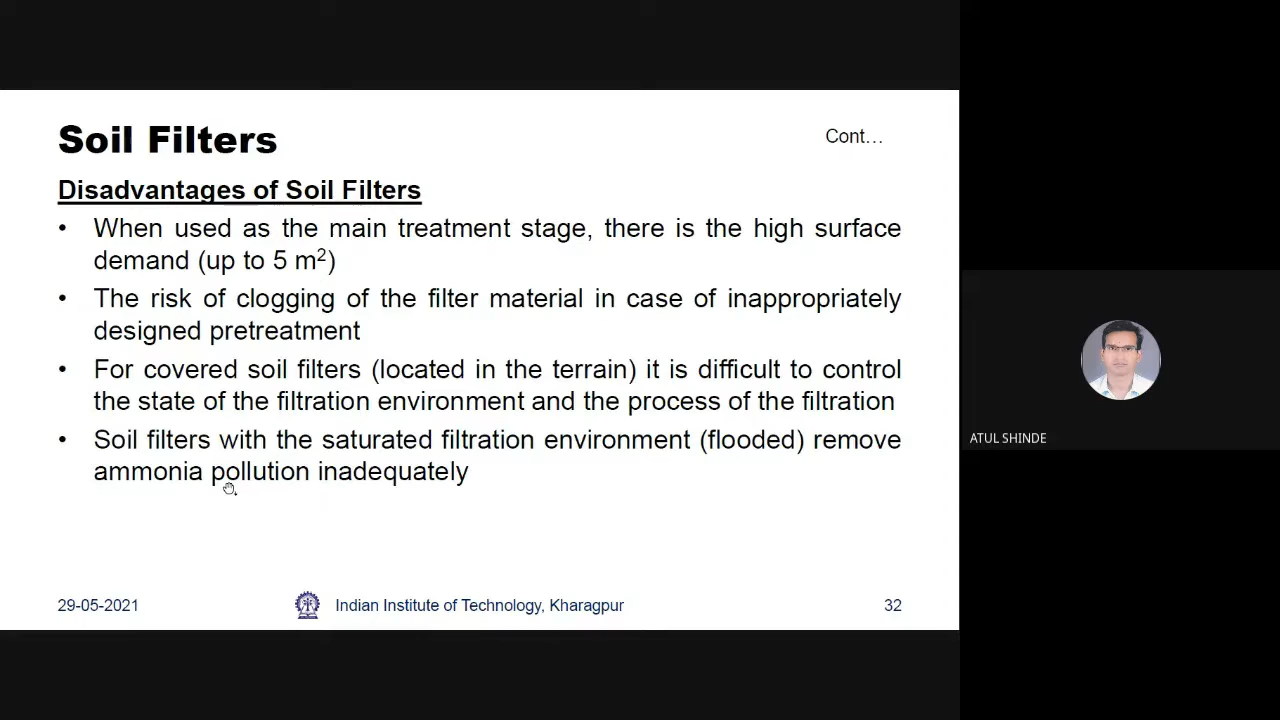 Soil Filters
Cont...
Disadvantages of Soil Filters
• When used as the main treatment stage, there is the high surface
demand (up to 5 m²)
• The risk of clogging of the filter material in case of inappropriately
designed pretreatment
• For covered soil filters (located in the terrain) it is difficult to control
the state of the filtration environment and the process of the filtration
• Soil filters with the saturated filtration environment (flooded) remove
ammonia pollution inadequately
29-05-2021
Indian Institute of Technology, Kharagpur
32
ATUL SHINDE